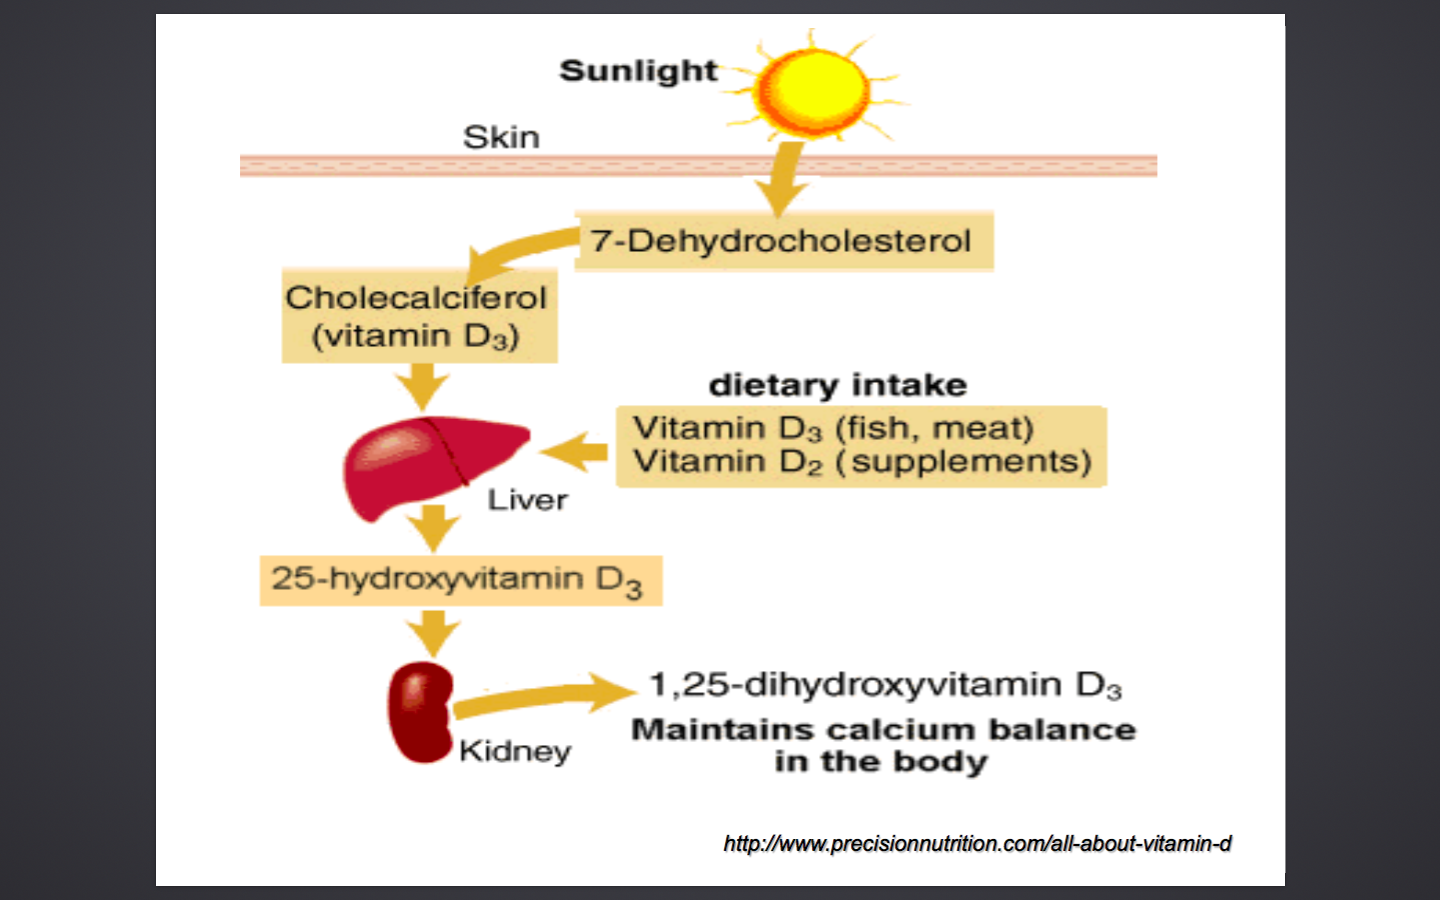 Sunlight
Skin
7-Dehydrocholesterol
Cholecalciferol
(vitamin D₃)
dietary intake
Vitamin D₃ (fish, meat)
Vitamin D₂ (supplements)
Liver
25-hydroxyvitamin D₃
1,25-dihydroxyvitamin D₃
Maintains calcium balance
in the body
Kidney
http://www.precisionnutrition.com/all-about-vitamin-d